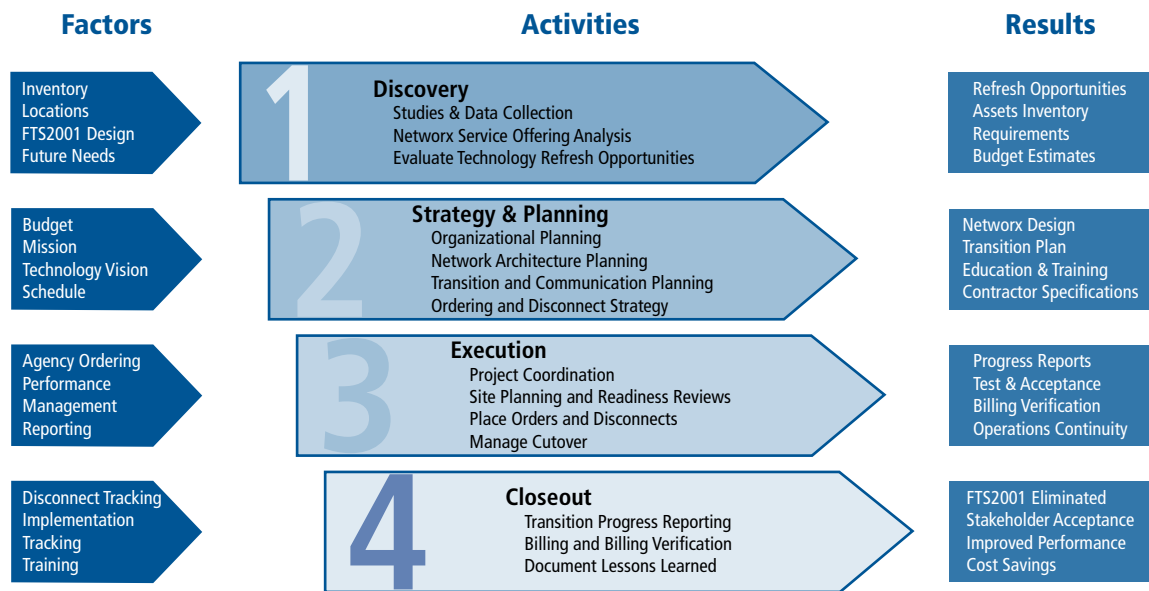 Factors
Activities
Results
Inventory
Locations
FTS2001 Design
Future Needs
1
Discovery
Studies & Data Collection
Networx Service Offering Analysis
Evaluate Technology Refresh Opportunities
Refresh Opportunities
Assets Inventory
Requirements
Budget Estimates
Budget
Mission
Technology Vision
Schedule
2
Strategy & Planning
Organizational Planning
Network Architecture Planning
Transition and Communication Planning
Ordering and Disconnect Strategy
Networx Design
Transition Plan
Education & Training
Contractor Specifications
Agency Ordering
Performance
Management
Reporting
3
Execution
Project Coordination
Site Planning and Readiness Reviews
Place Orders and Disconnects
Manage Cutover
Progress Reports
Test & Acceptance
Billing Verification
Operations Continuity
Disconnect Tracking
Implementation
Tracking
Training
4
Closeout
Transition Progress Reporting
Billing and Billing Verification
Document Lessons Learned
FTS2001 Eliminated
Stakeholder Acceptance
Improved Performance
Cost Savings